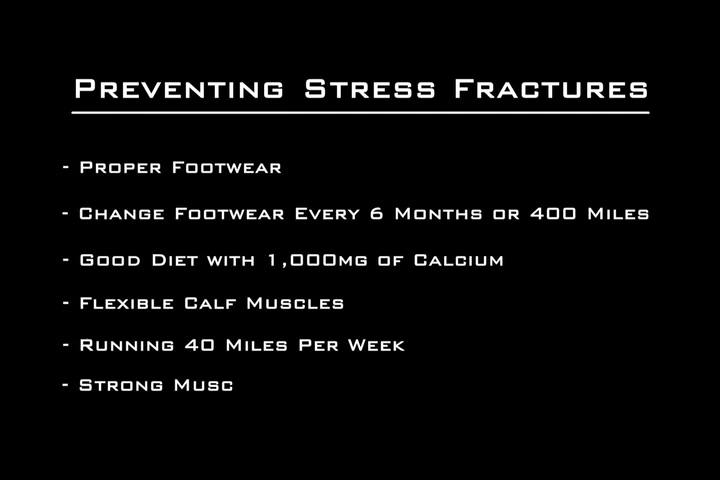 Preventing Stress Fractures
- Proper Footwear
- Change Footwear Every 6 Months or 400 Miles
- Good Diet with 1,000mg of Calcium
- Flexible Calf Muscles
- Running 40 Miles Per Week
- Strong Musc